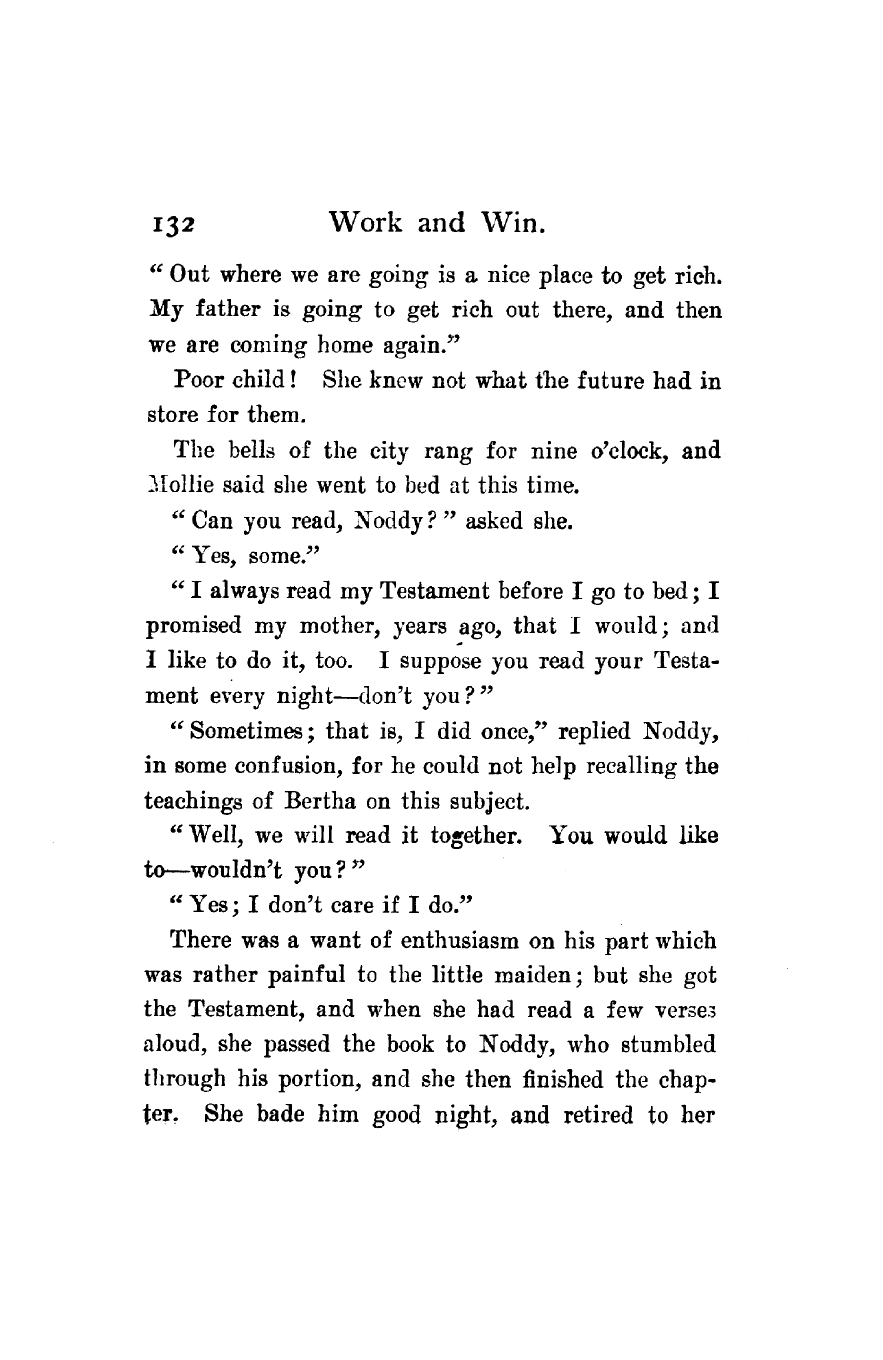 132 Work and Win.
“Out where we are going is a nice place to get rich.
My father is going to get rich out there, and then
we are coming home again.”
Poor child! She knew not what the future had in
store for them.
The bells of the city rang for nine o’clock, and
Mollie said she went to bed at this time.
“Can you read, Noddy?” asked she.
“Yes, some.”
“I always read my Testament before I go to bed; I
promised my mother, years ago, that I would; and
I like to do it, too. I suppose you read your Testa-
ment every night—don’t you?”
“Sometimes; that is, I did once,” replied Noddy,
in some confusion, for he could not help recalling the
teachings of Bertha on this subject.
“Well, we will read it together. You would like
to—wouldn’t you?”
“Yes; I don’t care if I do.”
There was a want of enthusiasm on his part which
was rather painful to the little maiden; but she got
the Testament, and when she had read a few verses
aloud, she passed the book to Noddy, who stumbled
through his portion, and she then finished the chap-
ter. She bade him good night, and retired to her